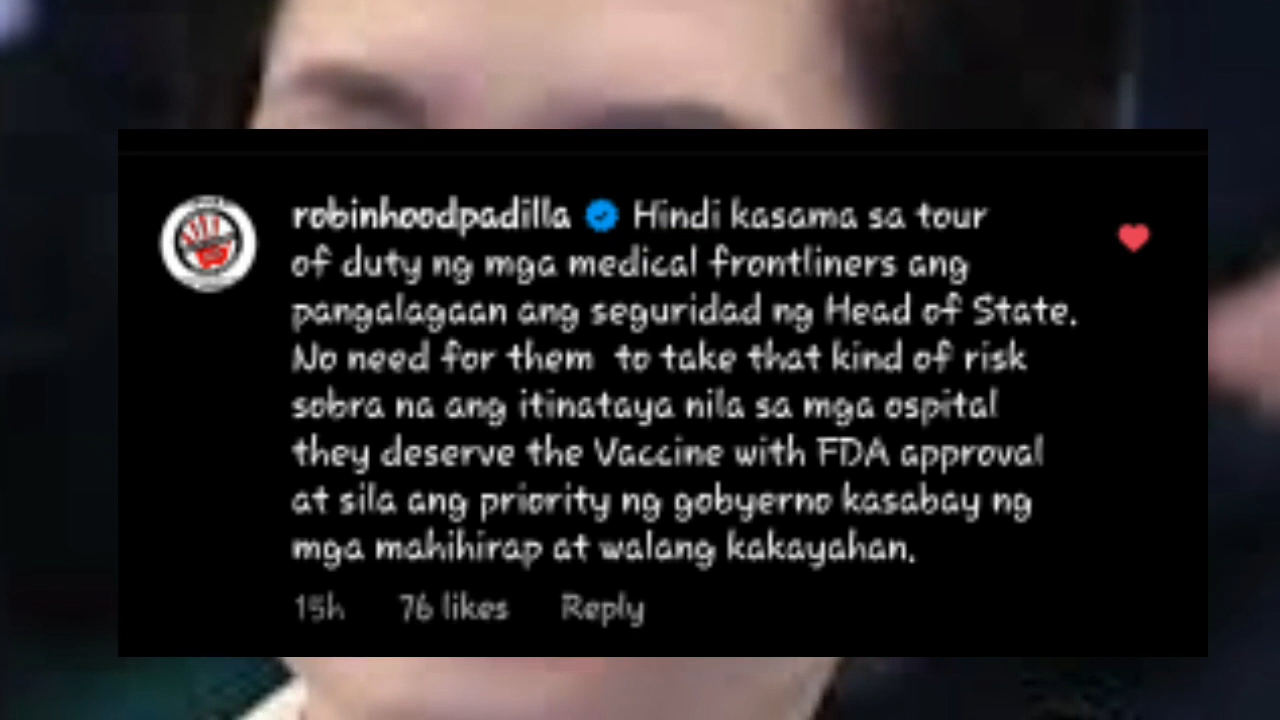 robinhoodpadilla Hindi kasama sa tour
of duty ng mga medical frontliners ang
pangalagaan ang seguridad ng Head of State.
No need for them to take that kind of risk
sobra na ang itinataya nila sa mga ospital
they deserve the Vaccine with FDA approval
at sila ang priority ng gobyerno kasabay ng
mga mahihirap at walang kakayahan.
15h 76 likes Reply